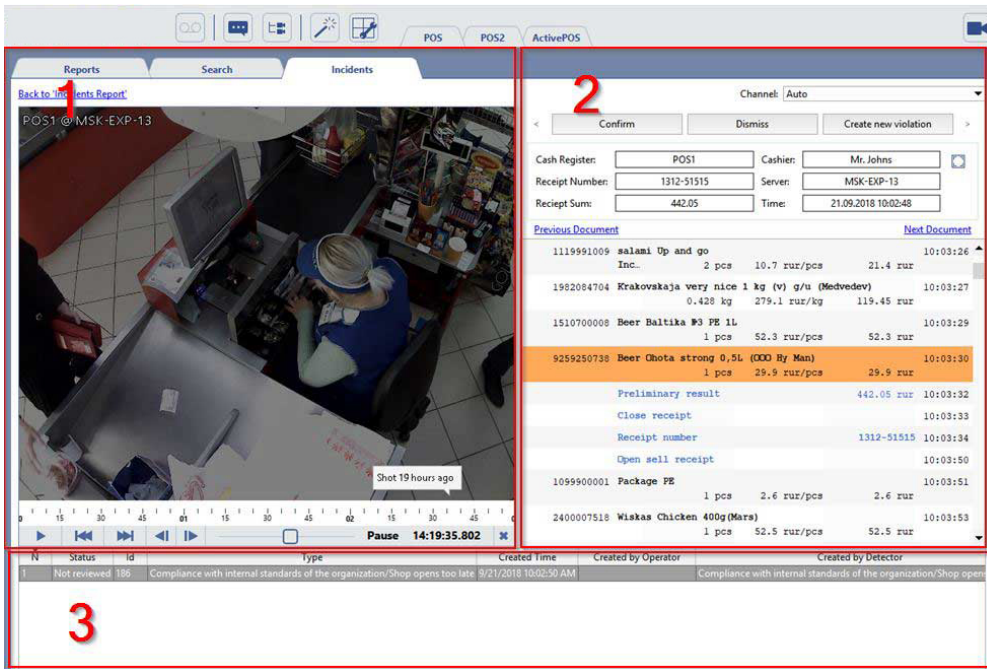 POS POS2 ActivePOS
Reports Search Incidents
1
Back to 'Incidents Report'
POS1 @ MSK-EXP-13
Shot 19 hours ago
0 15 30 45 01 15 30 45 02 15 30 45
Pause 14:19:35.802
2
Channel: Auto
< Confirm Dismiss Create new violation >
Cash Register: POS1 Cashier: Mr. Johns
Receipt Number: 1312-51515 Server: MSK-EXP-13
Reciept Sum: 442.05 Time: 21.09.2018 10:02:48
Previous Document Next Document
1119991009 salami Up and go 10:03:26
Inc… 2 pcs 10.7 rur/pcs 21.4 rur
1982084704 Krakovskaja very nice 1 kg (v) g/u (Medvedev) 10:03:27
0.428 kg 279.1 rur/kg 119.45 rur
1510700008 Beer Baltika №3 PE 1L 10:03:29
1 pcs 52.3 rur/pcs 52.3 rur
9259250738 Beer Ohota strong 0,5L (OOO Hy Man) 10:03:30
1 pcs 29.9 rur/pcs 29.9 rur
Preliminary result 442.05 rur 10:03:32
Close receipt 10:03:33
Receipt number 1312-51515 10:03:34
Open sell receipt 10:03:50
1099900001 Package PE 10:03:51
1 pcs 2.6 rur/pcs 2.6 rur
2400007518 Wiskas Chicken 400g(Mars) 10:03:53
1 pcs 52.5 rur/pcs 52.5 rur
Status Id Type Created Time Created by Operator Created by Detector
1 Not reviewed 186 Compliance with internal standards of the organization/Shop opens too late 9/21/2018 10:02:50 AM Compliance with internal standards of the organization/Shop opens
3